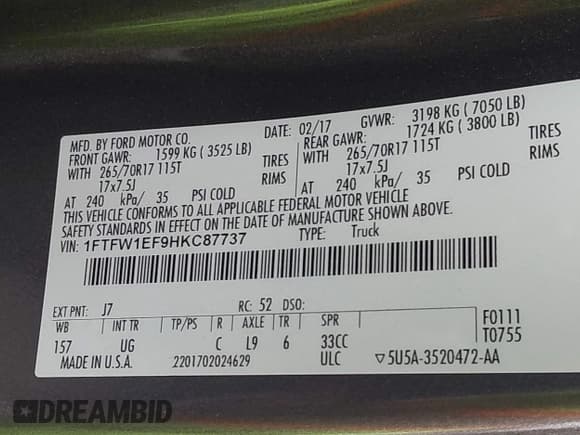 MFD. BY FORD MOTOR CO.
DATE: 02/17 GVWR: 3198 KG ( 7050 LB)
FRONT GAWR: 1599 KG ( 3525 LB) REAR GAWR: 1724 KG ( 3800 LB)
WITH 265/70R17 115T TIRES WITH 265/70R17 115T TIRES
17x7.5J RIMS 17x7.5J RIMS
AT 240 kPa/ 35 PSI COLD AT 240 kPa/ 35 PSI COLD
THIS VEHICLE CONFORMS TO ALL APPLICABLE FEDERAL MOTOR VEHICLE
SAFETY STANDARDS IN EFFECT ON THE DATE OF MANUFACTURE SHOWN ABOVE.
VIN: 1FTFW1EF9HKC87737 TYPE: Truck
EXT PNT: J7 RC: 52 DSO: F0111
WB INT TR TP/PS R AXLE TR SPR T0755
157 UG C L9 6 33CC
MADE IN U.S.A. 2201702024629 ULC ▽5U5A-3520472-AA
DREAMBID